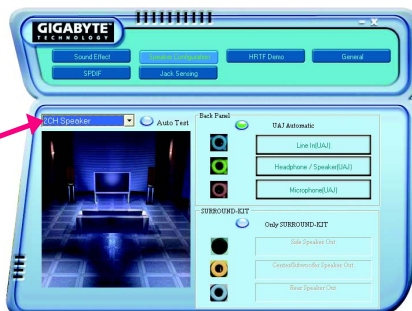 GIGABYTE
TECHNOLOGY
Sound Effect
Speaker Configuration
HRTF Demo
General
SPDIF
Jack Sensing
2CH Speaker
Auto Test
Back Panel
UAJ Automatic
Line In(UAJ)
Headphone / Speaker(UAJ)
Microphone(UAJ)
SURROUND-KIT
Only SURROUND-KIT
Side Speaker Out
Center/Subwoofer Speaker Out
Rear Speaker Out